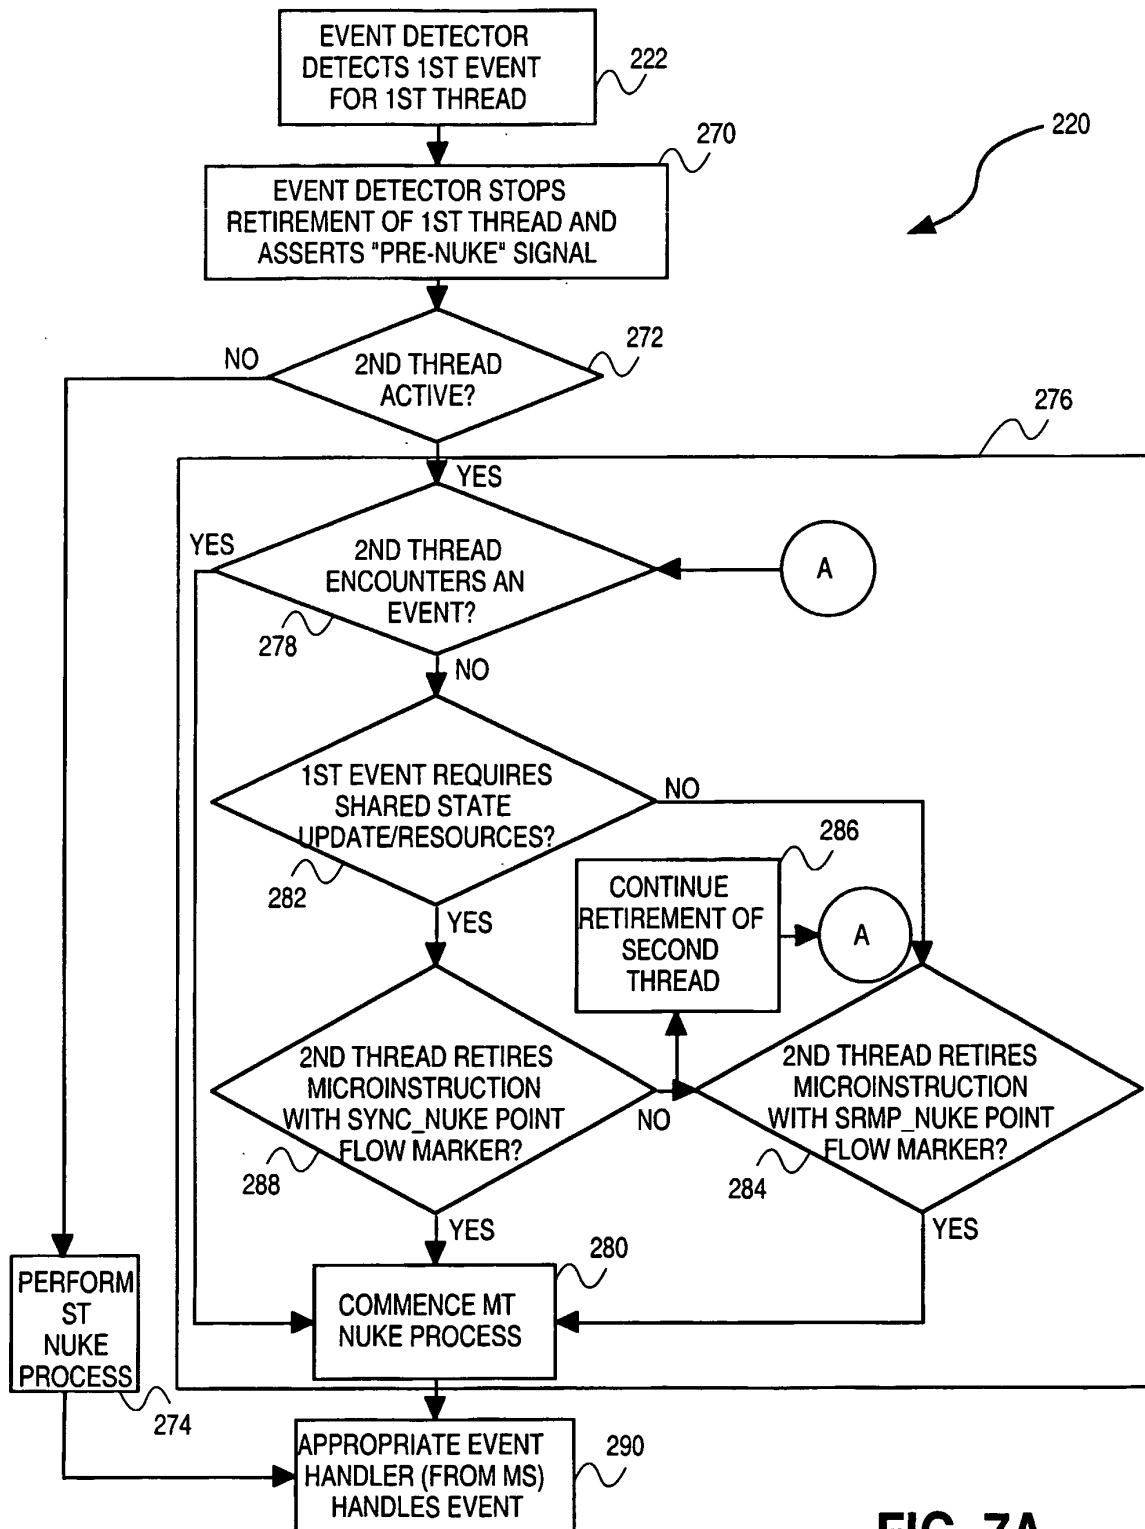 EVENT DETECTOR
DETECTS 1ST EVENT
FOR 1ST THREAD
222
220
270
EVENT DETECTOR STOPS
RETIREMENT OF 1ST THREAD AND
ASSERTS "PRE-NUKE" SIGNAL
272
NO
2ND THREAD
ACTIVE?
276
YES
YES
2ND THREAD
ENCOUNTERS AN
EVENT?
A
278
NO
1ST EVENT REQUIRES
SHARED STATE
UPDATE/RESOURCES?
NO
282
286
CONTINUE
RETIREMENT OF
SECOND
THREAD
A
YES
2ND THREAD RETIRES
MICROINSTRUCTION
WITH SYNC_NUKE POINT
FLOW MARKER?
NO
2ND THREAD RETIRES
MICROINSTRUCTION
WITH SRMP_NUKE POINT
FLOW MARKER?
288
284
YES
YES
280
COMMENCE MT
NUKE PROCESS
PERFORM
ST
NUKE
PROCESS
274
APPROPRIATE EVENT
HANDLER (FROM MS)
HANDLES EVENT
290
FIG. 7A